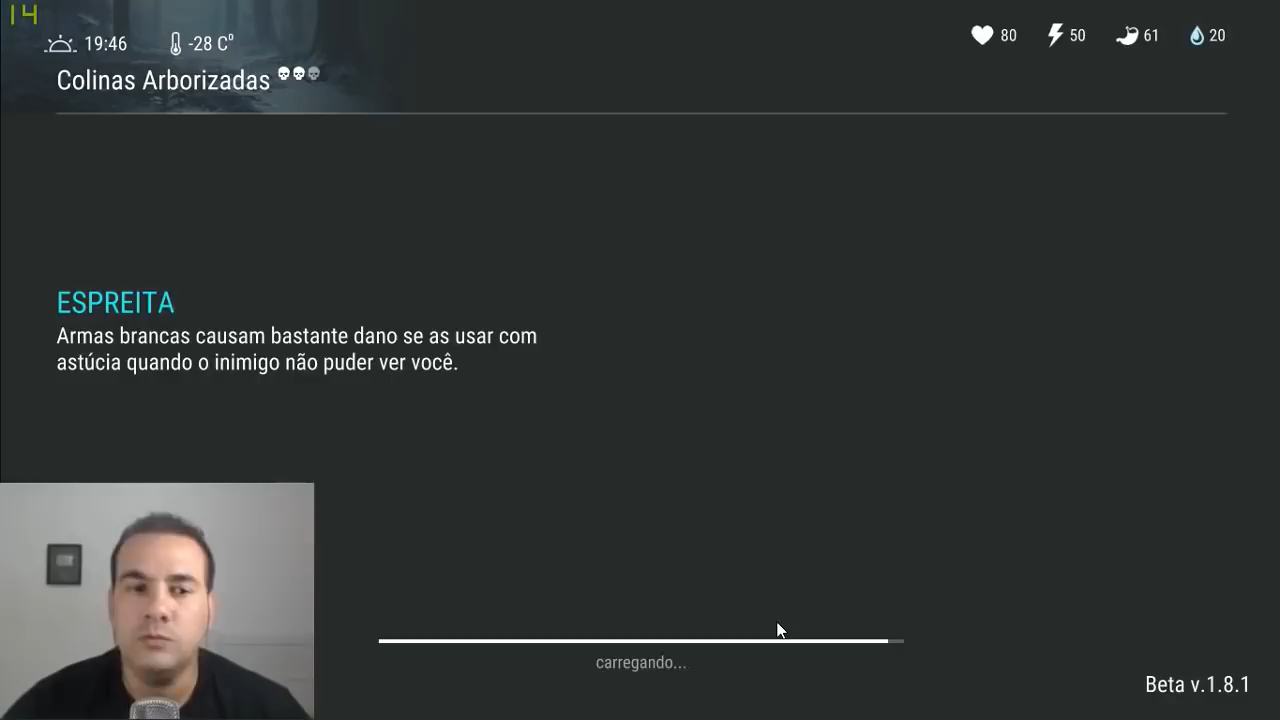 14
19:46 -28 C⁰ 80 50 61 20
Colinas Arborizadas
ESPREITA
Armas brancas causam bastante dano se as usar com
astúcia quando o inimigo não puder ver você.
carregando...
Beta v.1.8.1